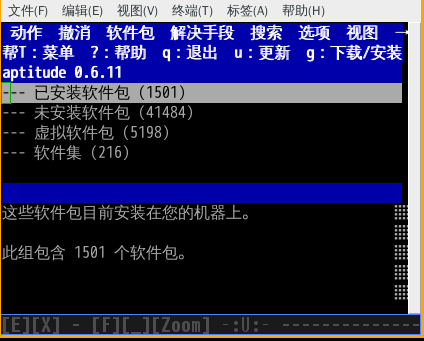 文件(F) 编辑(E) 视图(V) 终端(T) 标签(A) 帮助(H)
动作 撤消 软件包 解决手段 搜索 选项 视图 →
帮T：菜单 ?：帮助 q：退出 u：更新 g：下载/安装
aptitude 0.6.11
--- 已安装软件包 (1501)
--- 未安装软件包 (41484)
--- 虚拟软件包 (5198)
--- 软件集 (216)
这些软件包目前安装在您的机器上。
此组包含 1501 个软件包。
[E][X] - [F][_][Zoom] -:U:- --------------